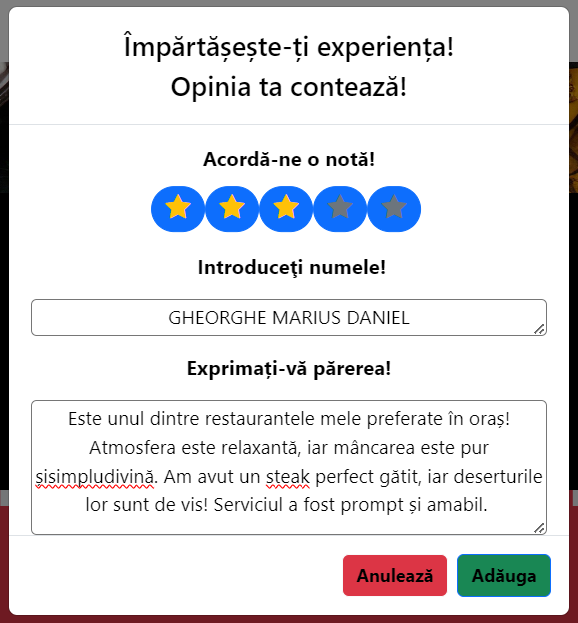 Împărtășește-ți experiența!
Opinia ta contează!
Acordă-ne o notă!
Introduceţi numele!
GHEORGHE MARIUS DANIEL
Exprimați-vă părerea!
Este unul dintre restaurantele mele preferate în oraș!
Atmosfera este relaxantă, iar mâncarea este pur
sisimpludivină. Am avut un steak perfect gătit, iar deserturile
lor sunt de vis! Serviciul a fost prompt și amabil.
Anulează
Adăuga